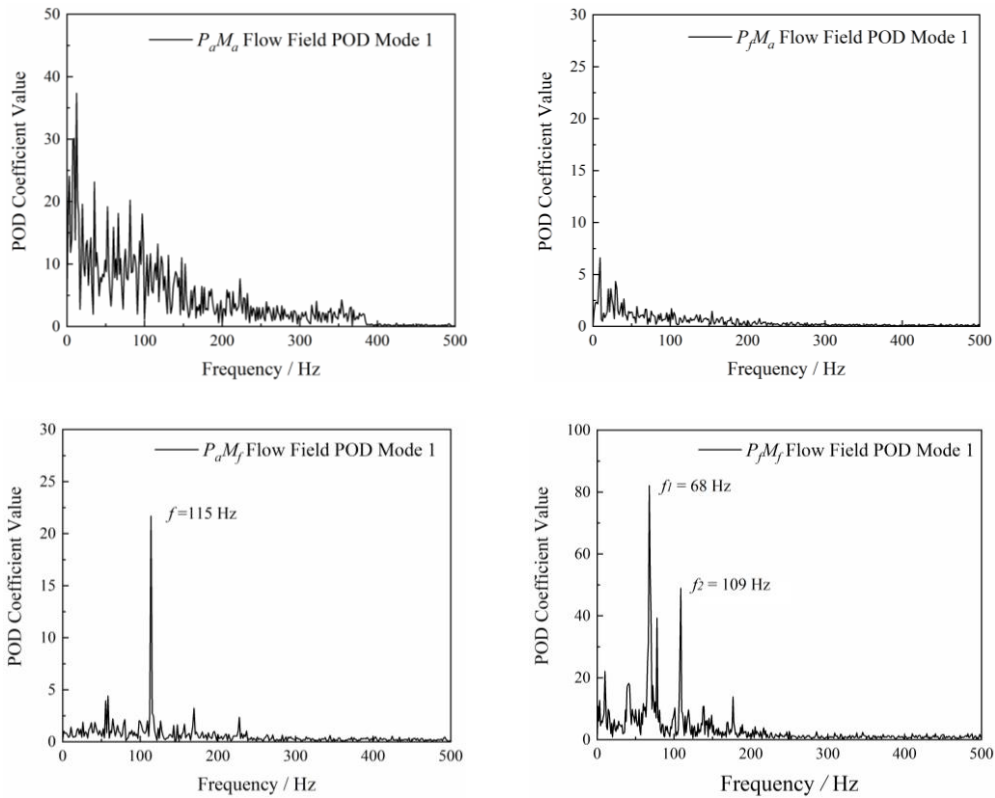 50
40
30
20
10
0
0 100 200 300 400 500
POD Coefficient Value
Frequency / Hz
PaMa Flow Field POD Mode 1
30
25
20
15
10
5
0
0 100 200 300 400 500
POD Coefficient Value
Frequency / Hz
PfMa Flow Field POD Mode 1
30
25
20
15
10
5
0
0 100 200 300 400 500
POD Coefficient Value
Frequency / Hz
PaMf Flow Field POD Mode 1
f=115 Hz
100
80
60
40
20
0
0 100 200 300 400 500
POD Coefficient Value
Frequency / Hz
PfMf Flow Field POD Mode 1
f1 = 68 Hz
f2 = 109 Hz